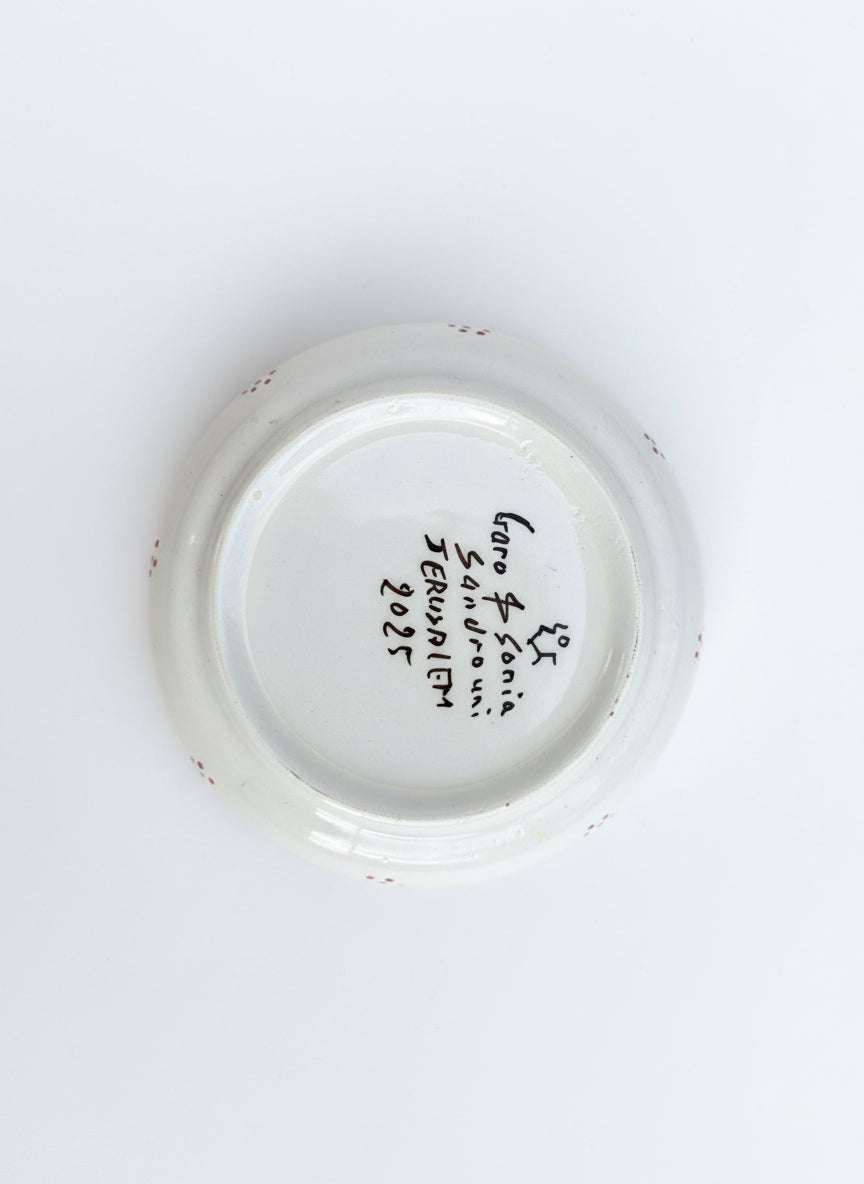 Garo & Sonia
Sandrouni
JERUSALEM
2025